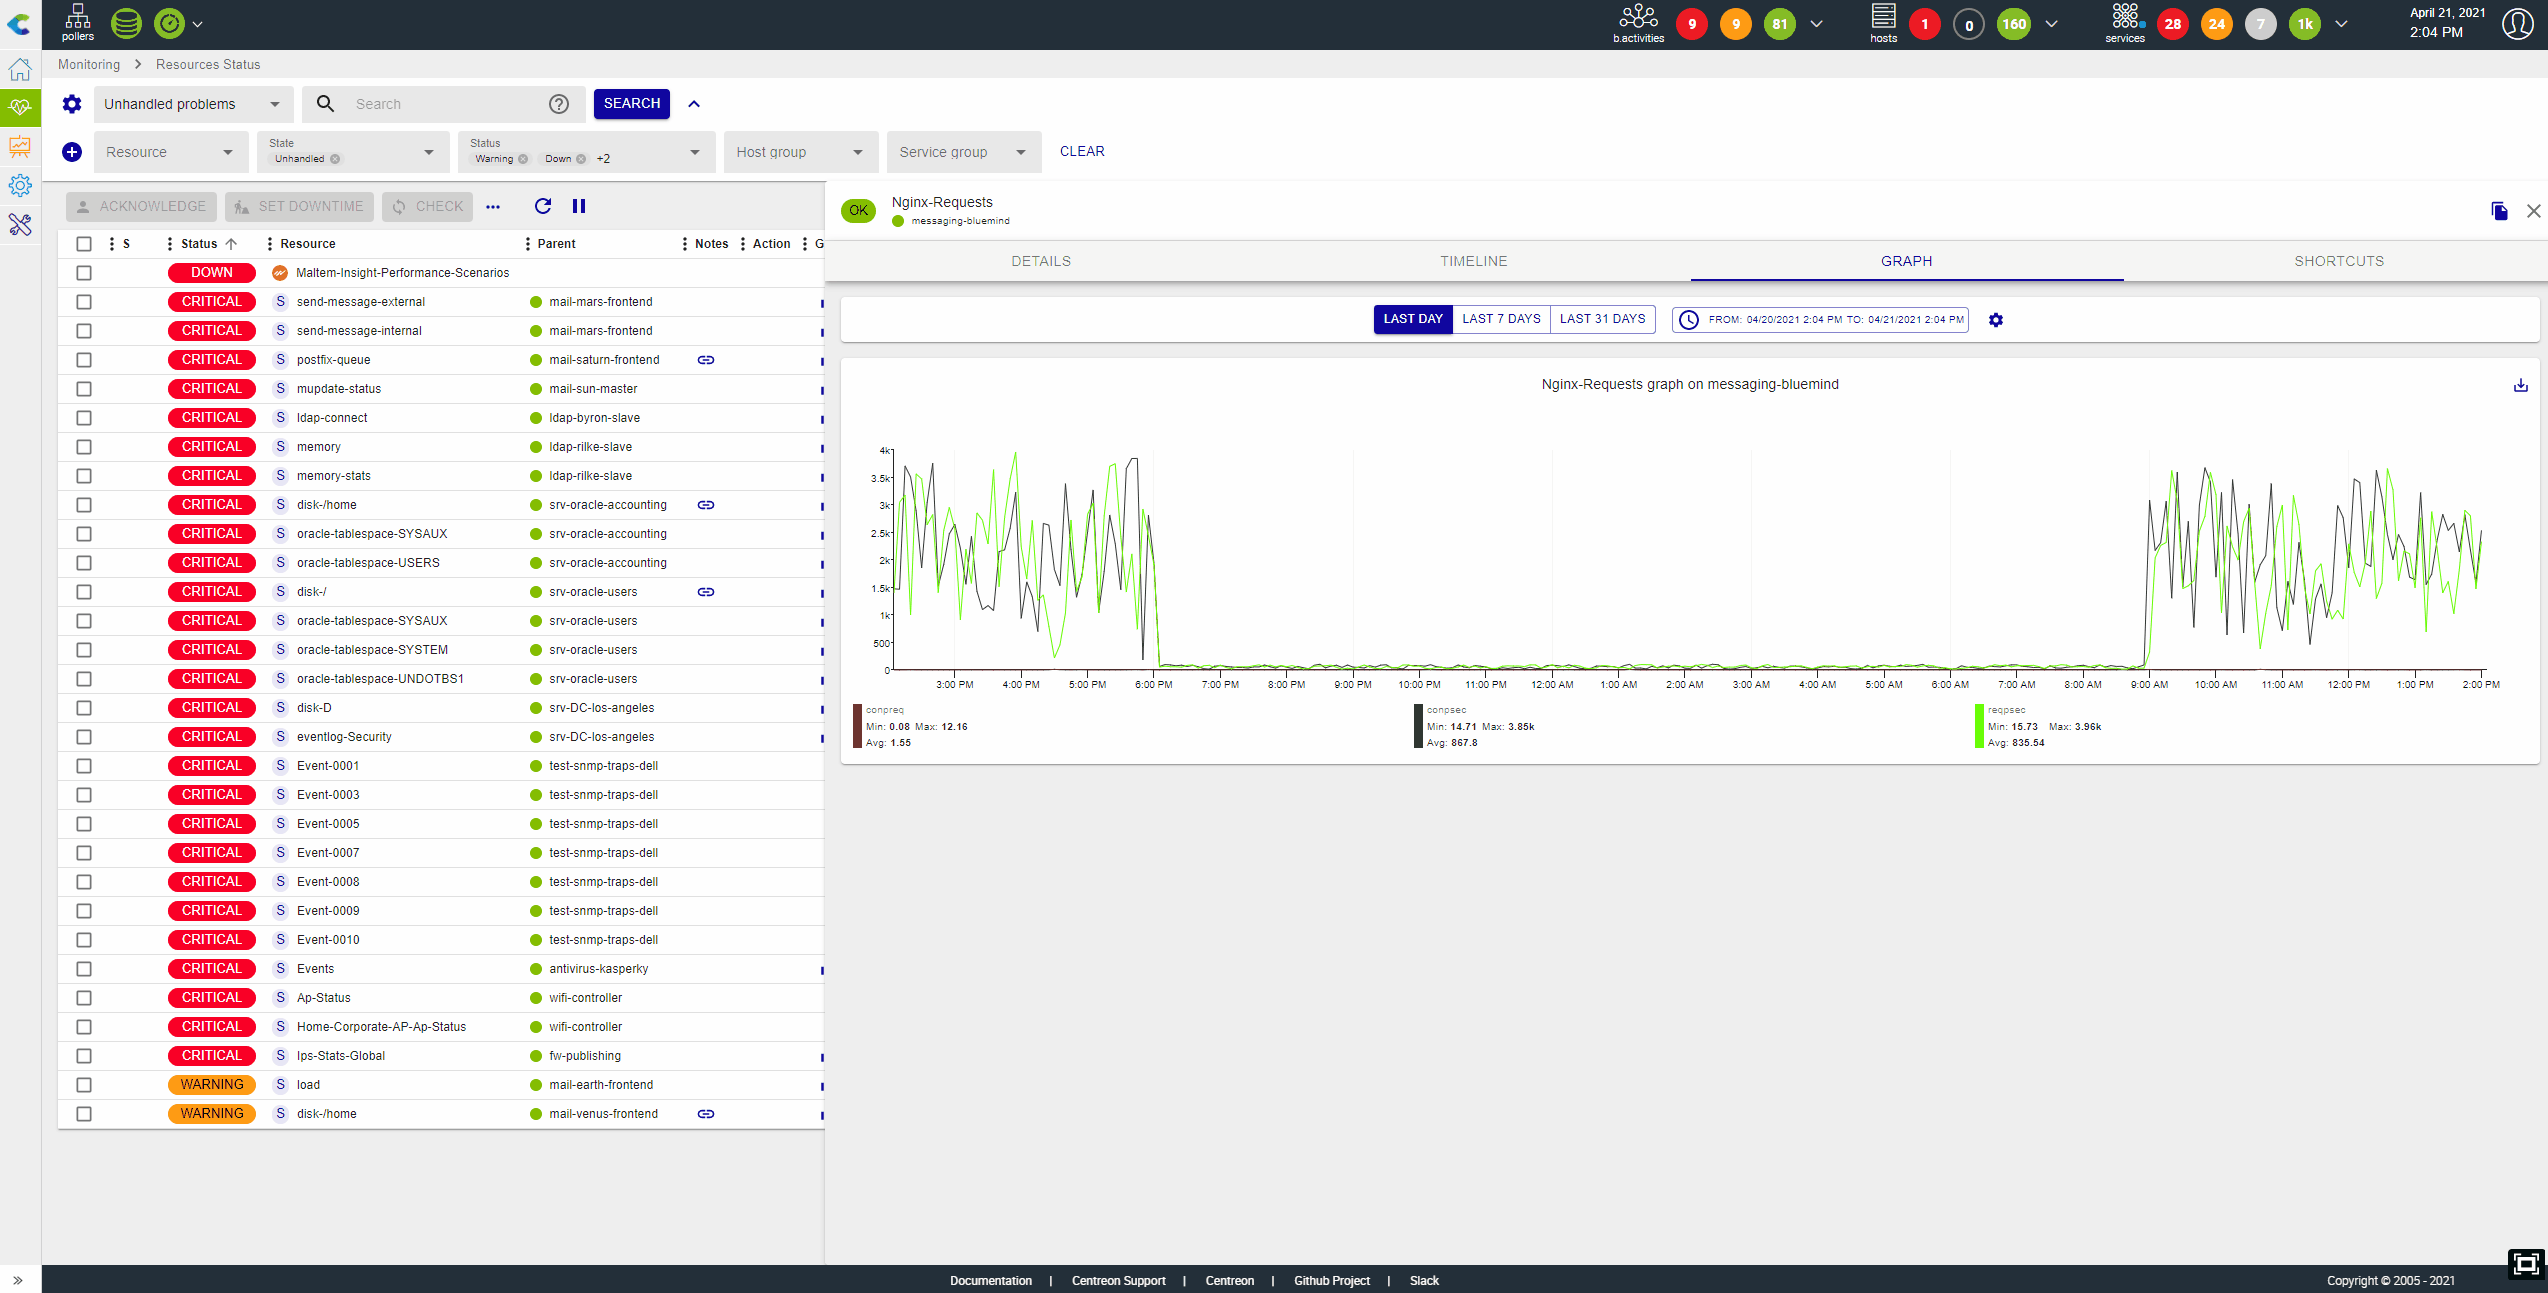 pollers
b.activities
9
9
81
hosts
1
0
160
services
28
24
7
1k
April 21, 2021
2:04 PM
Monitoring
Resources Status
Unhandled problems
Search
SEARCH
Resource
State
Unhandled
Status
Warning
Down
+2
Host group
Service group
CLEAR
ACKNOWLEDGE
SET DOWNTIME
CHECK
S Status Resource Parent Notes Action G
DOWN Maltem-Insight-Performance-Scenarios
CRITICAL S send-message-external mail-mars-frontend
CRITICAL S send-message-internal mail-mars-frontend
CRITICAL S postfix-queue mail-saturn-frontend
CRITICAL S mupdate-status mail-sun-master
CRITICAL S ldap-connect ldap-byron-slave
CRITICAL S memory ldap-rilke-slave
CRITICAL S memory-stats ldap-rilke-slave
CRITICAL S disk-/home srv-oracle-accounting
CRITICAL S oracle-tablespace-SYSAUX srv-oracle-accounting
CRITICAL S oracle-tablespace-USERS srv-oracle-accounting
CRITICAL S disk-/ srv-oracle-users
CRITICAL S oracle-tablespace-SYSAUX srv-oracle-users
CRITICAL S oracle-tablespace-SYSTEM srv-oracle-users
CRITICAL S oracle-tablespace-UNDOTBS1 srv-oracle-users
CRITICAL S disk-D srv-DC-los-angeles
CRITICAL S eventlog-Security srv-DC-los-angeles
CRITICAL S Event-0001 test-snmp-traps-dell
CRITICAL S Event-0003 test-snmp-traps-dell
CRITICAL S Event-0005 test-snmp-traps-dell
CRITICAL S Event-0007 test-snmp-traps-dell
CRITICAL S Event-0008 test-snmp-traps-dell
CRITICAL S Event-0009 test-snmp-traps-dell
CRITICAL S Event-0010 test-snmp-traps-dell
CRITICAL S Events antivirus-kasperky
CRITICAL S Ap-Status wifi-controller
CRITICAL S Home-Corporate-AP-Ap-Status wifi-controller
CRITICAL S Ips-Stats-Global fw-publishing
WARNING S load mail-earth-frontend
WARNING S disk-/home mail-venus-frontend
OK
Nginx-Requests
messaging-bluemind
DETAILS TIMELINE GRAPH SHORTCUTS
LAST DAY LAST 7 DAYS LAST 31 DAYS FROM: 04/20/2021 2:04 PM TO: 04/21/2021 2:04 PM
Nginx-Requests graph on messaging-bluemind
4k
3.5k
3k
2.5k
2k
1.5k
1k
500
0
3:00 PM 4:00 PM 5:00 PM 6:00 PM 7:00 PM 8:00 PM 9:00 PM 10:00 PM 11:00 PM 12:00 AM 1:00 AM 2:00 AM 3:00 AM 4:00 AM 5:00 AM 6:00 AM 7:00 AM 8:00 AM 9:00 AM 10:00 AM 11:00 AM 12:00 PM 1:00 PM 2:00 PM
conpreq
Min: 0.08 Max: 12.16
Avg: 1.55
conpsec
Min: 14.71 Max: 3.85k
Avg: 867.8
reqpsec
Min: 15.73 Max: 3.96k
Avg: 835.54
Documentation | Centreon Support | Centreon | Github Project | Slack
Copyright © 2005 - 2021